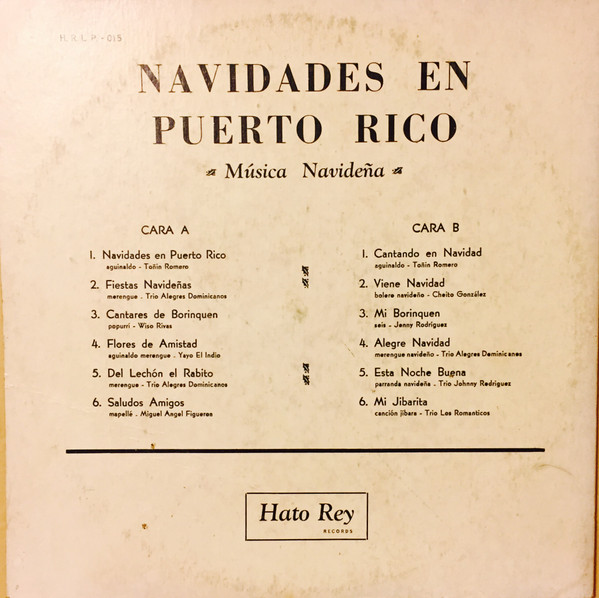 H.R.L.P.-015
NAVIDADES EN
PUERTO RICO
Música Navideña
CARA A
1. Navidades en Puerto Rico
aguinaldo - Toñin Romero
2. Fiestas Navideñas
merengue - Trio Alegres Dominicanos
3. Cantares de Borinquen
popurri - Wiso Rivas
4. Flores de Amistad
aguinaldo merengue - Yayo El Indio
5. Del Lechón el Rabito
merengue - Trio Alegres Dominicanos
6. Saludos Amigos
mapellé - Miguel Angel Figueroa
CARA B
1. Cantando en Navidad
aguinaldo - Toñin Romero
2. Viene Navidad
bolero navideño - Cheito González
3. Mi Borinquen
seis - Jenny Rodríguez
4. Alegre Navidad
merengue navideño - Trio Alegres Dominicanos
5. Esta Noche Buena
parranda navideña - Trio Johnny Rodríguez
6. Mi Jibarita
canción jíbara - Trio Los Romanticos
Hato Rey
RECORDS